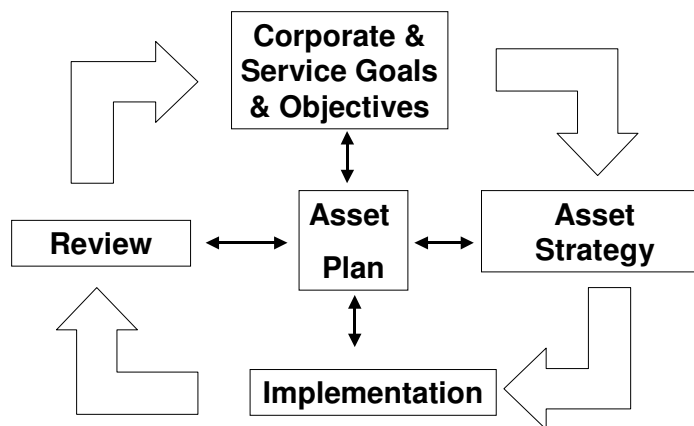 Corporate &
Service Goals
& Objectives
Asset
Plan
Review
Asset
Strategy
Implementation